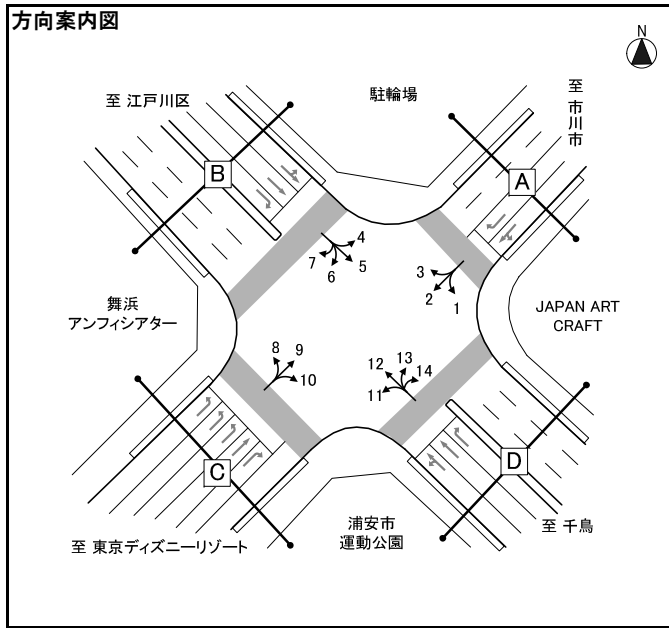 方向案内図
N
至 江戸川区
駐輪場
至 市川市
B
A
4
7
6
5
3
2
1
舞浜
アンフィシアター
JAPAN ART
CRAFT
8
9
10
12
13
14
11
C
D
至 東京ディズニーリゾート
浦安市
運動公園
至 千鳥